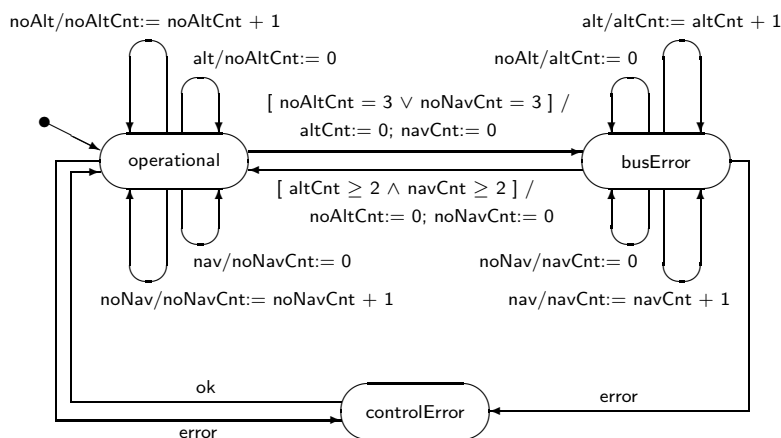 noAlt/noAltCnt:= noAltCnt + 1
alt/altCnt:= altCnt + 1
alt/noAltCnt:= 0
noAlt/altCnt:= 0
[ noAltCnt = 3 ∨ noNavCnt = 3 ] /
altCnt:= 0; navCnt:= 0
operational
busError
[ altCnt ≥ 2 ∧ navCnt ≥ 2 ] /
noAltCnt:= 0; noNavCnt:= 0
nav/noNavCnt:= 0
noNav/navCnt:= 0
noNav/noNavCnt:= noNavCnt + 1
nav/navCnt:= navCnt + 1
ok
error
controlError
error